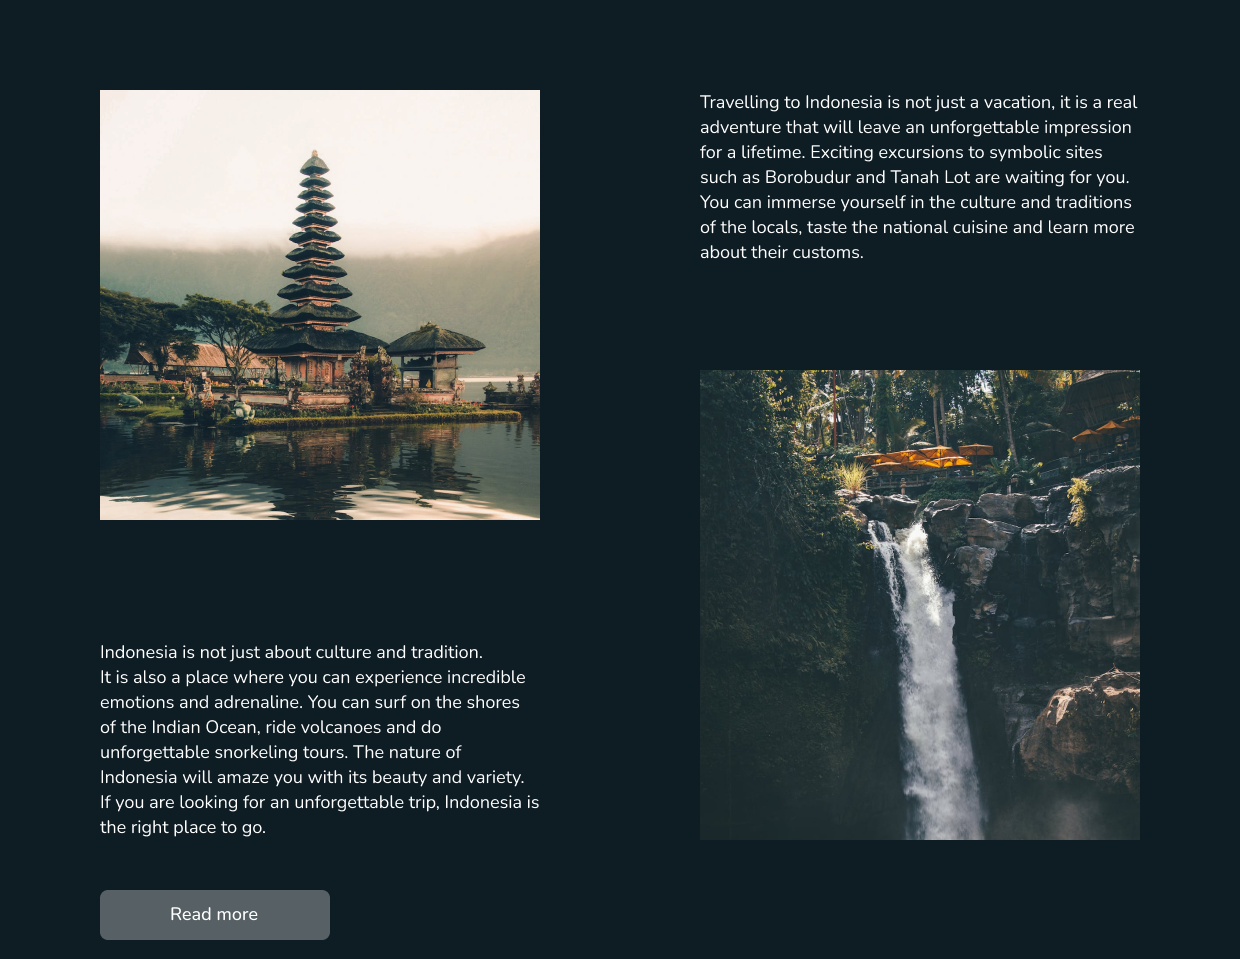 Travelling to Indonesia is not just a vacation, it is a real
adventure that will leave an unforgettable impression
for a lifetime. Exciting excursions to symbolic sites
such as Borobudur and Tanah Lot are waiting for you.
You can immerse yourself in the culture and traditions
of the locals, taste the national cuisine and learn more
about their customs.
Indonesia is not just about culture and tradition.
It is also a place where you can experience incredible
emotions and adrenaline. You can surf on the shores
of the Indian Ocean, ride volcanoes and do
unforgettable snorkeling tours. The nature of
Indonesia will amaze you with its beauty and variety.
If you are looking for an unforgettable trip, Indonesia is
the right place to go.
Read more